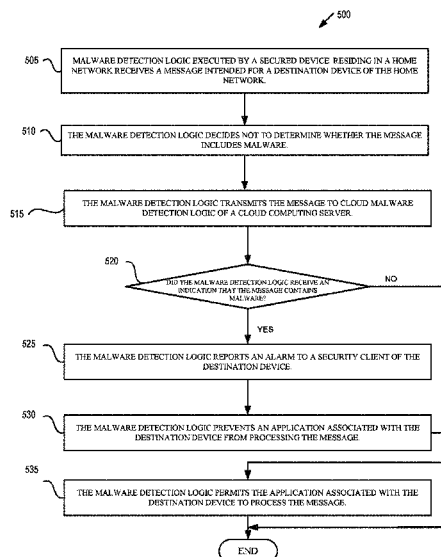 500
505
MALWARE DETECTION LOGIC EXECUTED BY A SECURED DEVICE RESIDING IN A HOME
NETWORK RECEIVES A MESSAGE INTENDED FOR A DESTINATION DEVICE OF THE HOME
NETWORK.
510
THE MALWARE DETECTION LOGIC DECIDES NOT TO DETERMINE WHETHER THE MESSAGE
INCLUDES MALWARE.
515
THE MALWARE DETECTION LOGIC TRANSMITS THE MESSAGE TO CLOUD MALWARE
DETECTION LOGIC OF A CLOUD COMPUTING SERVER.
520
DID THE MALWARE DETECTION LOGIC RECEIVE AN
INDICATION THAT THE MESSAGE CONTAINS
MALWARE?
NO
YES
525
THE MALWARE DETECTION LOGIC REPORTS AN ALARM TO A SECURITY CLIENT OF THE
DESTINATION DEVICE.
530
THE MALWARE DETECTION LOGIC PREVENTS AN APPLICATION ASSOCIATED WITH THE
DESTINATION DEVICE FROM PROCESSING THE MESSAGE.
535
THE MALWARE DETECTION LOGIC PERMITS THE APPLICATION ASSOCIATED WITH THE
DESTINATION DEVICE TO PROCESS THE MESSAGE.
END